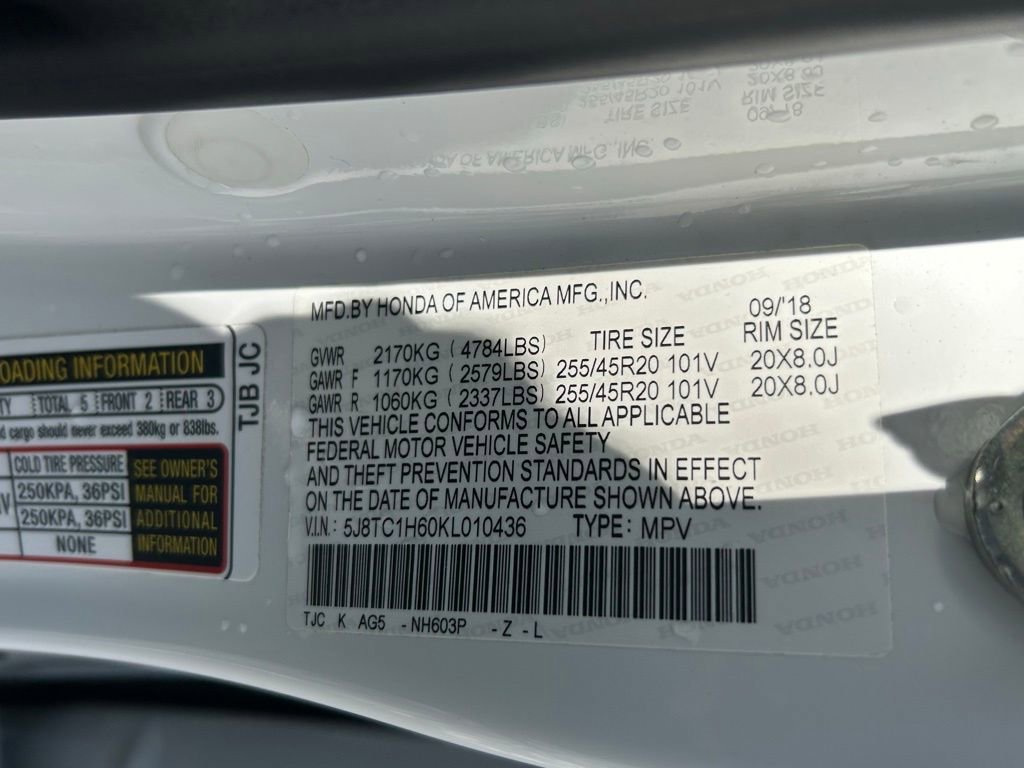 MFD.BY HONDA OF AMERICA MFG.,INC. 09/'18
TIRE SIZE RIM SIZE
GVWR 2170KG (4784LBS)
GAWR F 1170KG (2579LBS) 255/45R20 101V 20X8.0J
GAWR R 1060KG (2337LBS) 255/45R20 101V 20X8.0J
THIS VEHICLE CONFORMS TO ALL APPLICABLE
FEDERAL MOTOR VEHICLE SAFETY
AND THEFT PREVENTION STANDARDS IN EFFECT
ON THE DATE OF MANUFACTURE SHOWN ABOVE.
V.I.N.: 5J8TC1H60KL010436 TYPE: MPV
TJC K AG5 -NH603P -Z -L
INFORMATION
TOTAL 5 FRONT 2 REAR 3
cargo should never exceed 380kg or 838lbs.
COLD TIRE PRESSURE
250KPA, 36PSI
250KPA, 36PSI
NONE
SEE OWNER'S
MANUAL FOR
ADDITIONAL
INFORMATION
TJB JC